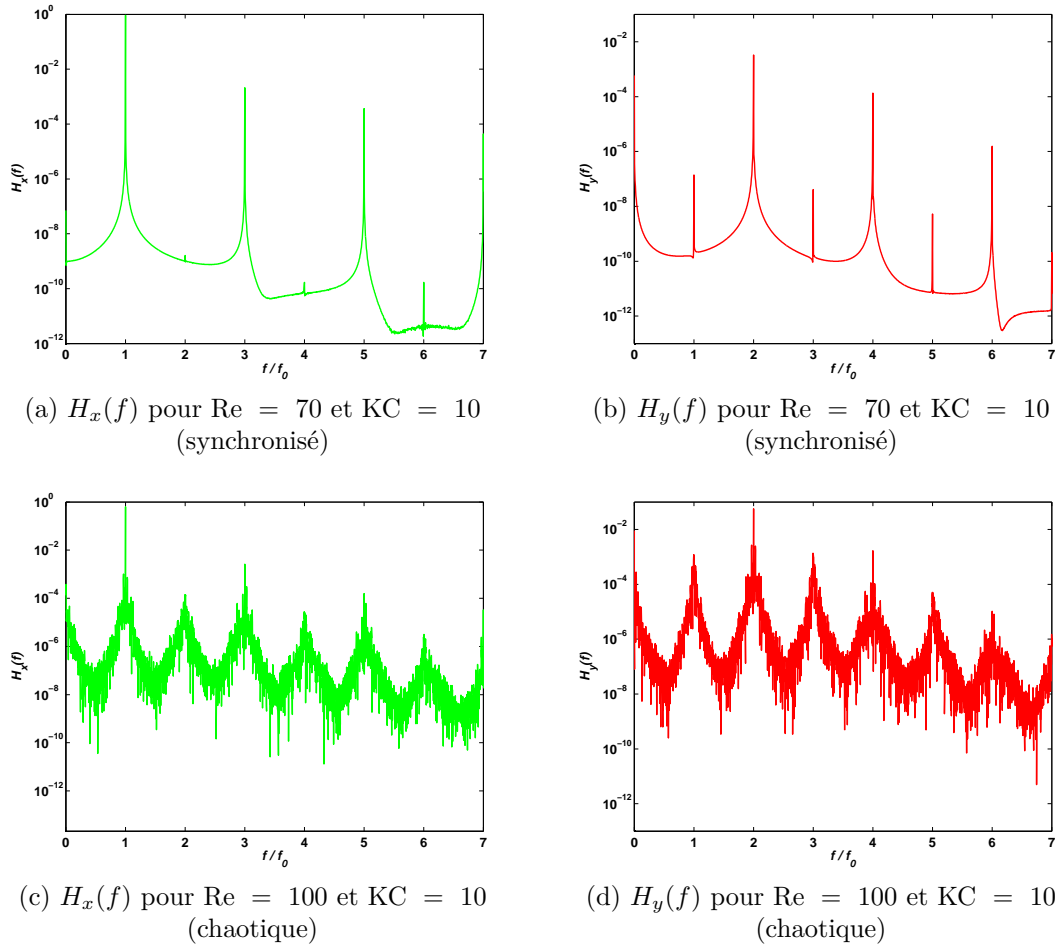 10^0
10^−2
10^−4
10^−6
10^−8
10^−10
10^−12
H_x(f)
0 1 2 3 4 5 6 7
f / f_0
(a) H_x(f) pour Re = 70 et KC = 10
(synchronisé)
10^−2
10^−4
10^−6
10^−8
10^−10
10^−12
H_y(f)
0 1 2 3 4 5 6 7
f / f_0
(b) H_y(f) pour Re = 70 et KC = 10
(synchronisé)
10^0
10^−2
10^−4
10^−6
10^−8
10^−10
10^−12
H_x(f)
0 1 2 3 4 5 6 7
f / f_0
(c) H_x(f) pour Re = 100 et KC = 10
(chaotique)
10^−2
10^−4
10^−6
10^−8
10^−10
10^−12
H_y(f)
0 1 2 3 4 5 6 7
f / f_0
(d) H_y(f) pour Re = 100 et KC = 10
(chaotique)